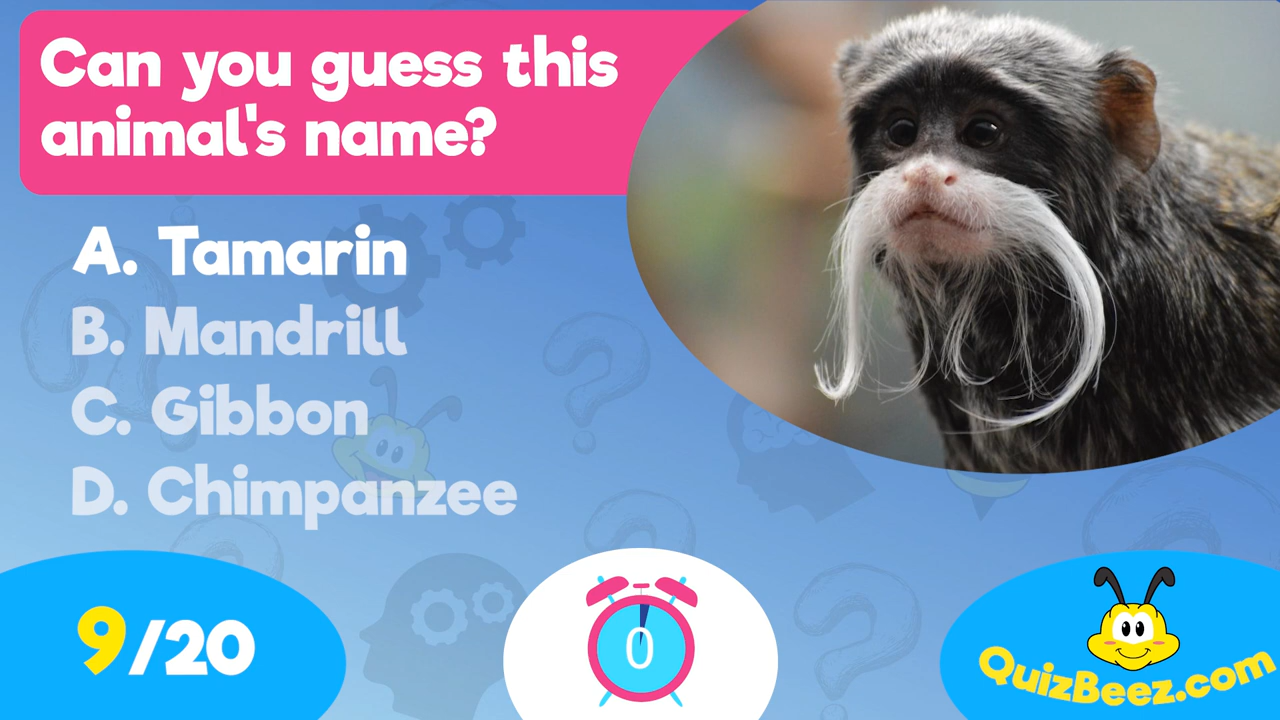 Can you guess this
animal's name?
A. Tamarin
B. Mandrill
C. Gibbon
D. Chimpanzee
9/20
0
QuizBeez.com